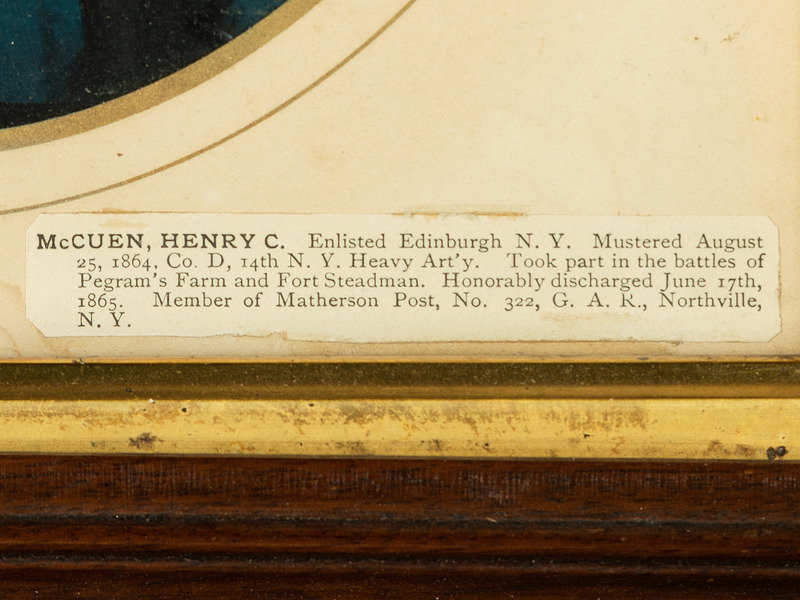 McCUEN, HENRY C. Enlisted Edinburgh N. Y. Mustered August
25, 1864, Co. D, 14th N. Y. Heavy Art'y. Took part in the battles of
Pegram's Farm and Fort Steadman. Honorably discharged June 17th,
1865. Member of Matherson Post, No. 322, G. A. R., Northville,
N. Y.